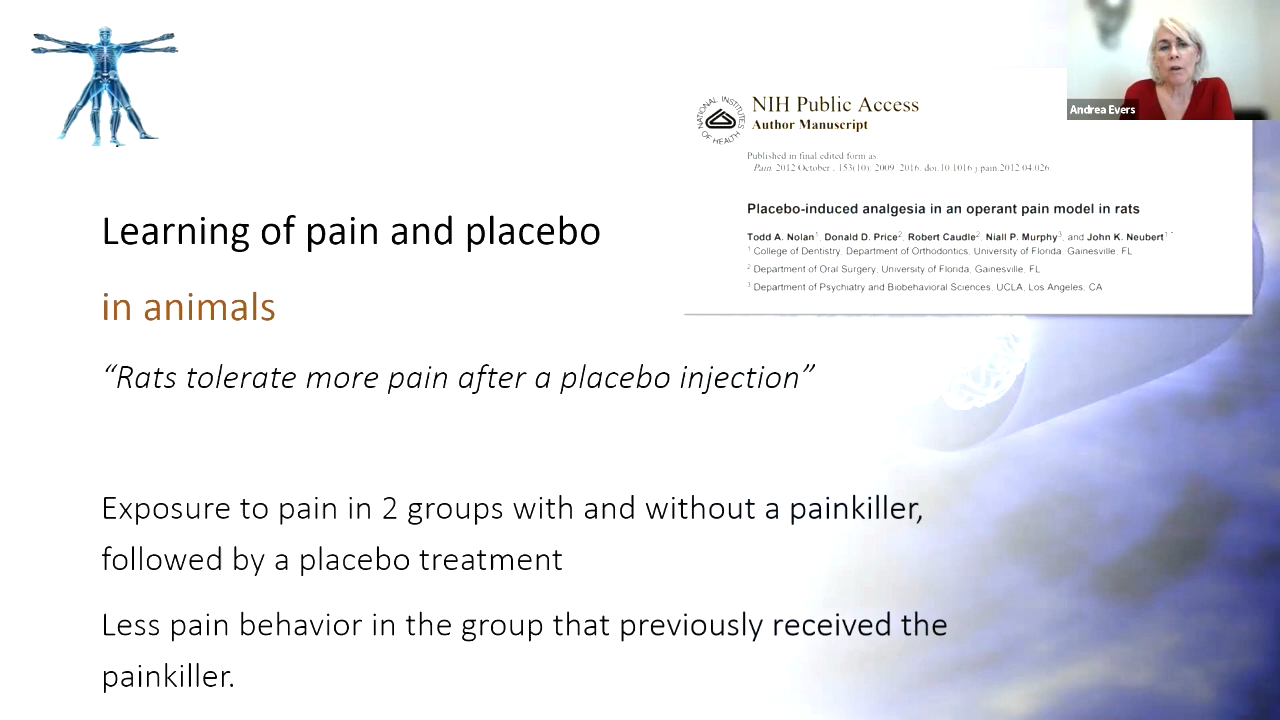 NATIONAL INSTITUTES OF HEALTH
NIH Public Access
Author Manuscript
Andrea Evers
Published in final edited form as
Pain. 2012 October ; 153(10): 2009–2016. doi:10.1016/j.pain.2012.04.026
Placebo-induced analgesia in an operant pain model in rats
Todd A. Nolan1, Donald D. Price2, Robert Caudle2, Niall P. Murphy3, and John K. Neubert1,*
1 College of Dentistry, Department of Orthodontics, University of Florida, Gainesville, FL
2 Department of Oral Surgery, University of Florida, Gainesville, FL
3 Department of Psychiatry and Biobehavioral Sciences, UCLA, Los Angeles, CA
Learning of pain and placebo
in animals
“Rats tolerate more pain after a placebo injection”
Exposure to pain in 2 groups with and without a painkiller,
followed by a placebo treatment
Less pain behavior in the group that previously received the
painkiller.